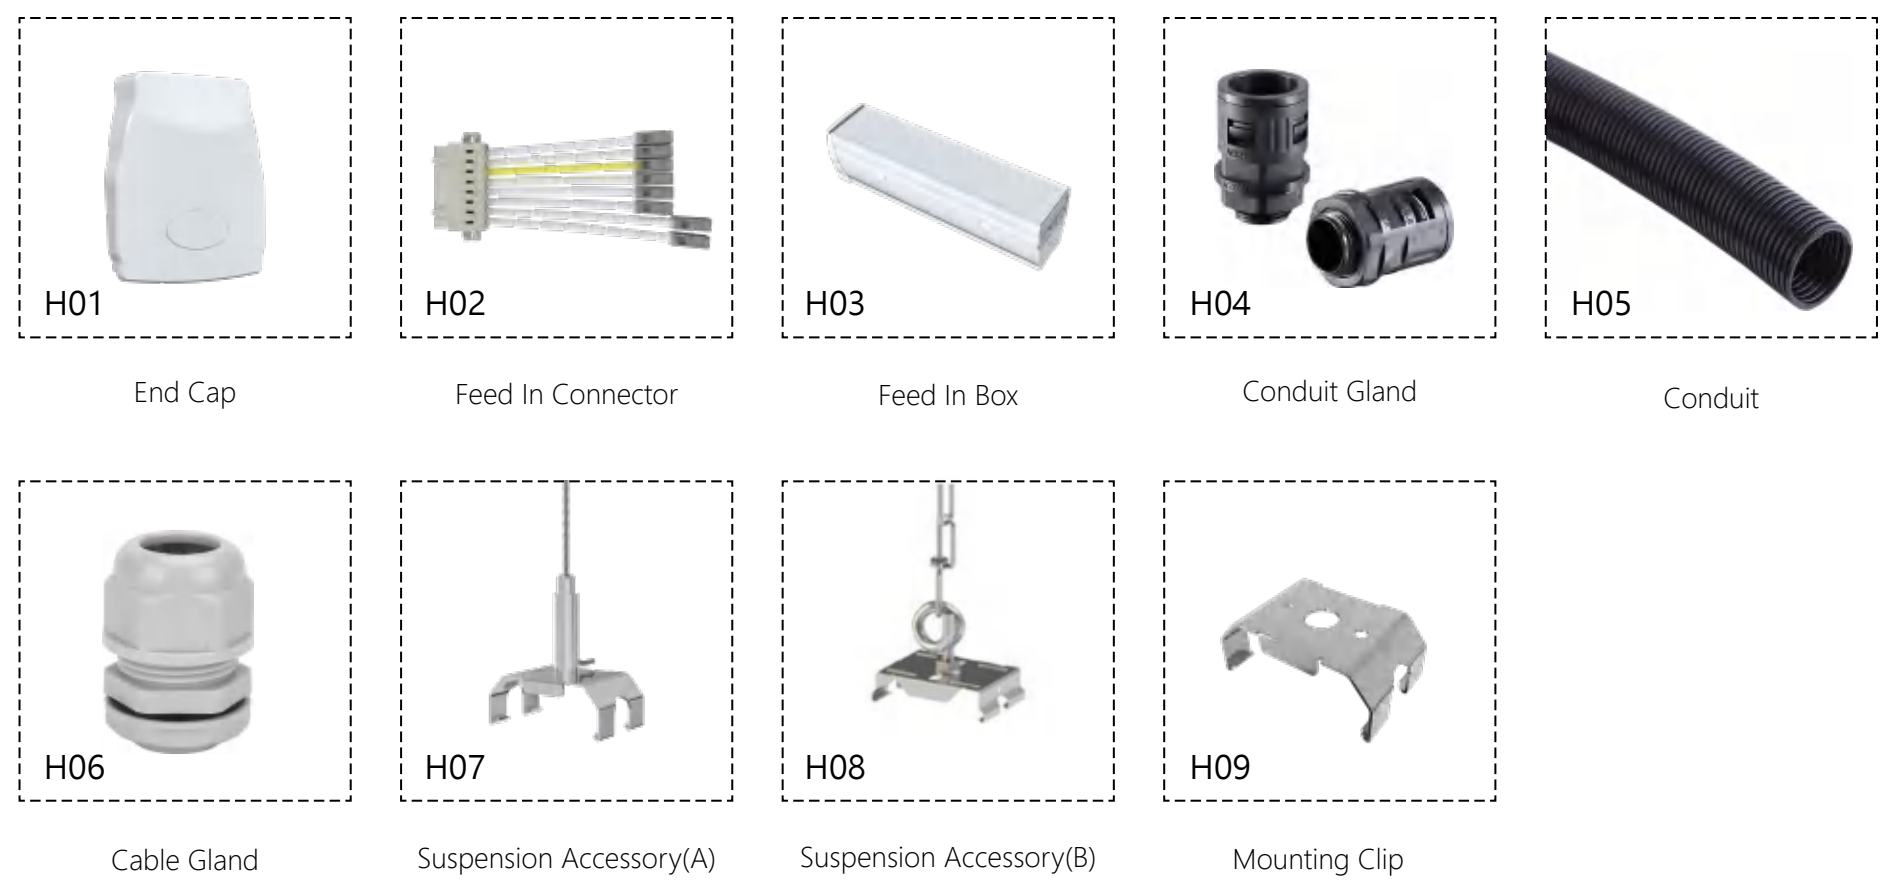 H01
H02
H03
H04
H05
End Cap
Feed In Connector
Feed In Box
Conduit Gland
Conduit
H06
H07
H08
H09
Cable Gland
Suspension Accessory(A)
Suspension Accessory(B)
Mounting Clip